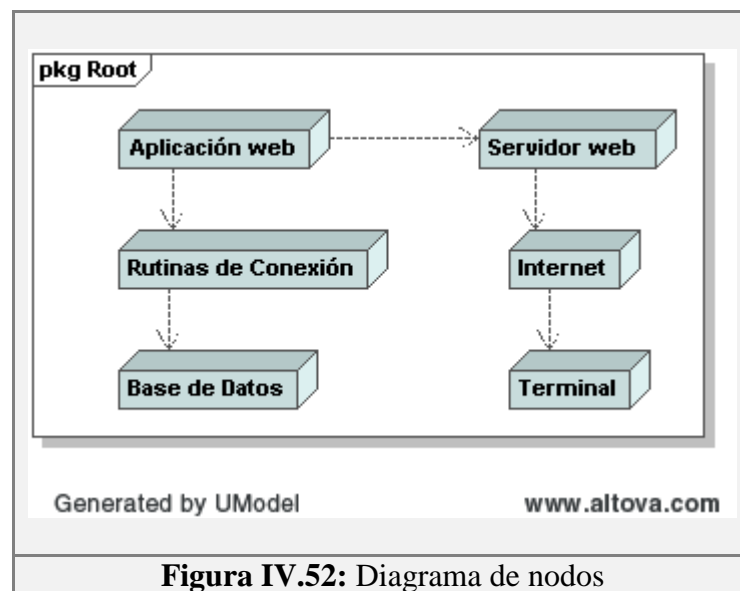 pkg Root
Aplicación web
Servidor web
Rutinas de Conexión
Internet
Base de Datos
Terminal
Generated by UModel
www.altova.com
Figura IV.52: Diagrama de nodos